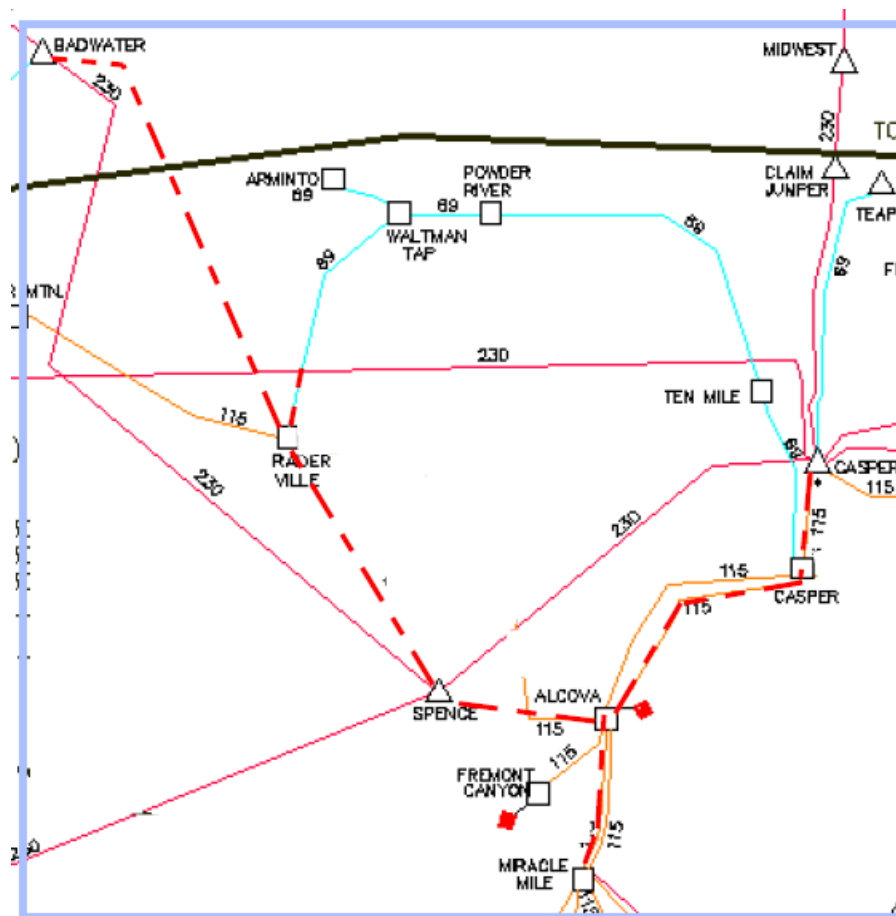 BADWATER
230
MIDWEST
230
TO
ARMINTO
69
POWDER
RIVER
69
WALTMAN
TAP
69
69
CLAIM
JUMPER
TEAP
69
MTN.
230
TEN MILE
115
RADER
VILLE
69
CASPER
115
230
230
115
115
CASPER
115
ALCOVA
SPENCE
115
115
FREMONT
CANYON
115
MIRACLE
MILE
115